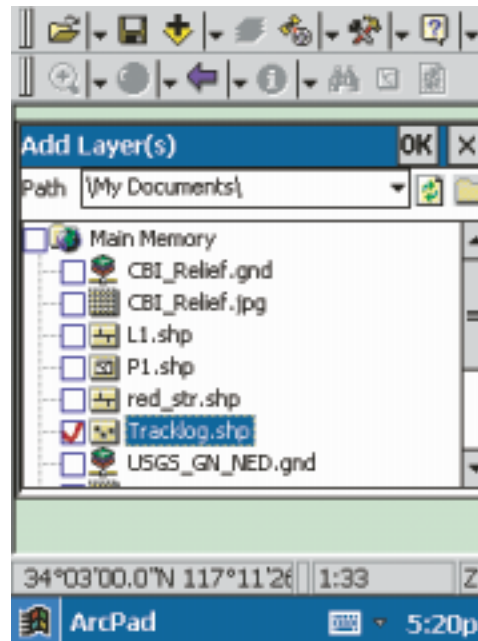 Add Layer(s) OK
Path \My Documents\
Main Memory
CBI_Relief.gnd
CBI_Relief.jpg
L1.shp
P1.shp
red_str.shp
Tracklog.shp
USGS_GN_NED.gnd
34°03'00.0"N 117°11'26 1:33 Z
ArcPad 5:20p